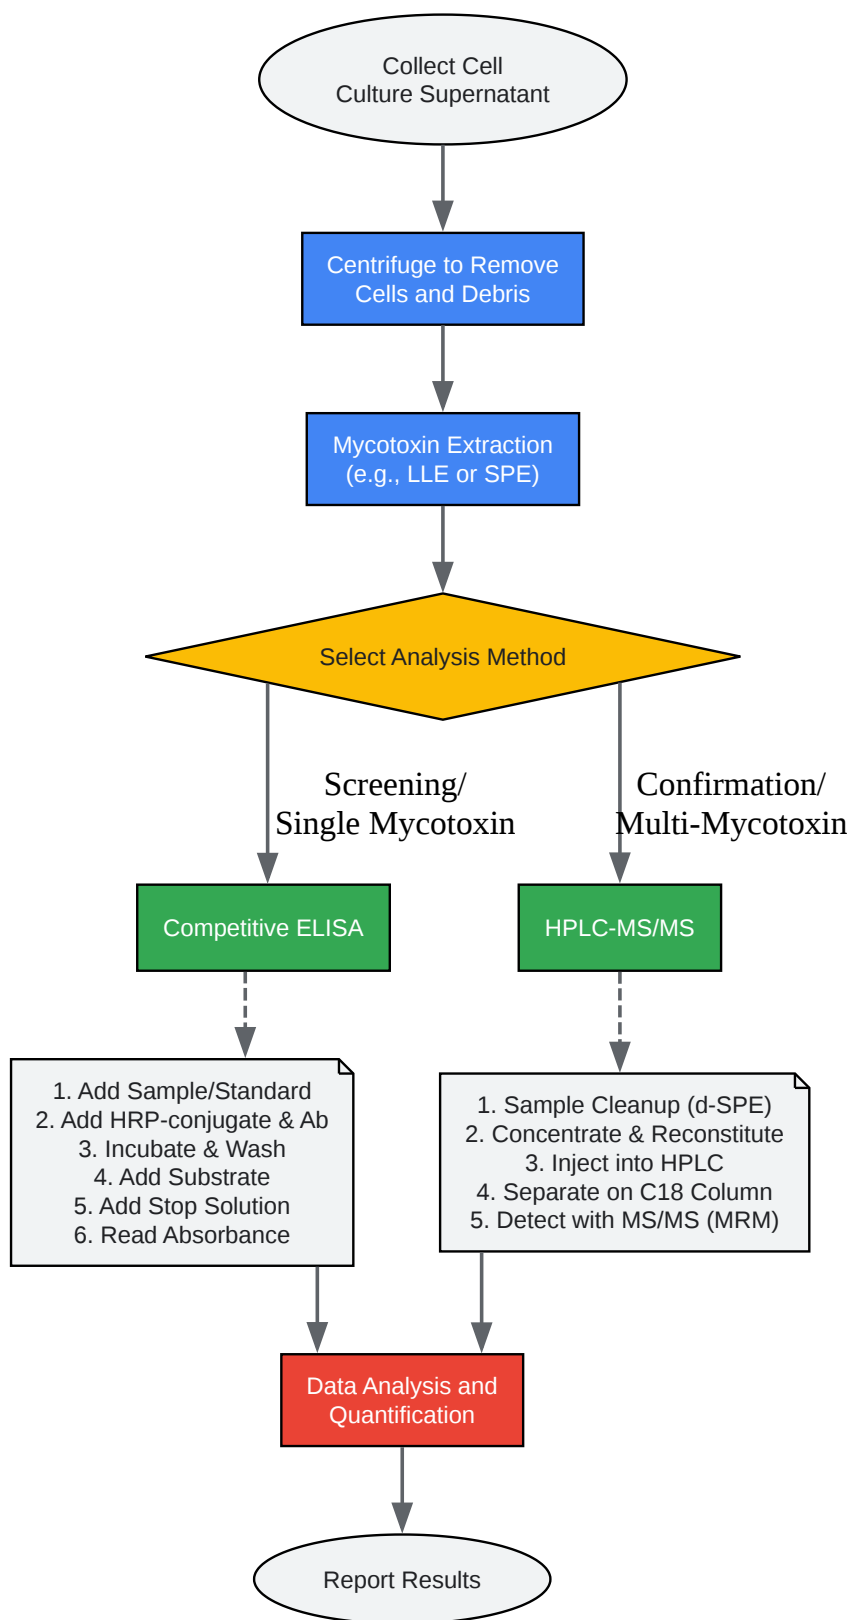 Collect Cell
Culture Supernatant
Centrifuge to Remove
Cells and Debris
Mycotoxin Extraction
(e.g., LLE or SPE)
Select Analysis Method
Screening/
Single Mycotoxin
Confirmation/
Multi-Mycotoxin
Competitive ELISA
HPLC-MS/MS
1. Add Sample/Standard
2. Add HRP-conjugate & Ab
3. Incubate & Wash
4. Add Substrate
5. Add Stop Solution
6. Read Absorbance
1. Sample Cleanup (d-SPE)
2. Concentrate & Reconstitute
3. Inject into HPLC
4. Separate on C18 Column
5. Detect with MS/MS (MRM)
Data Analysis and
Quantification
Report Results